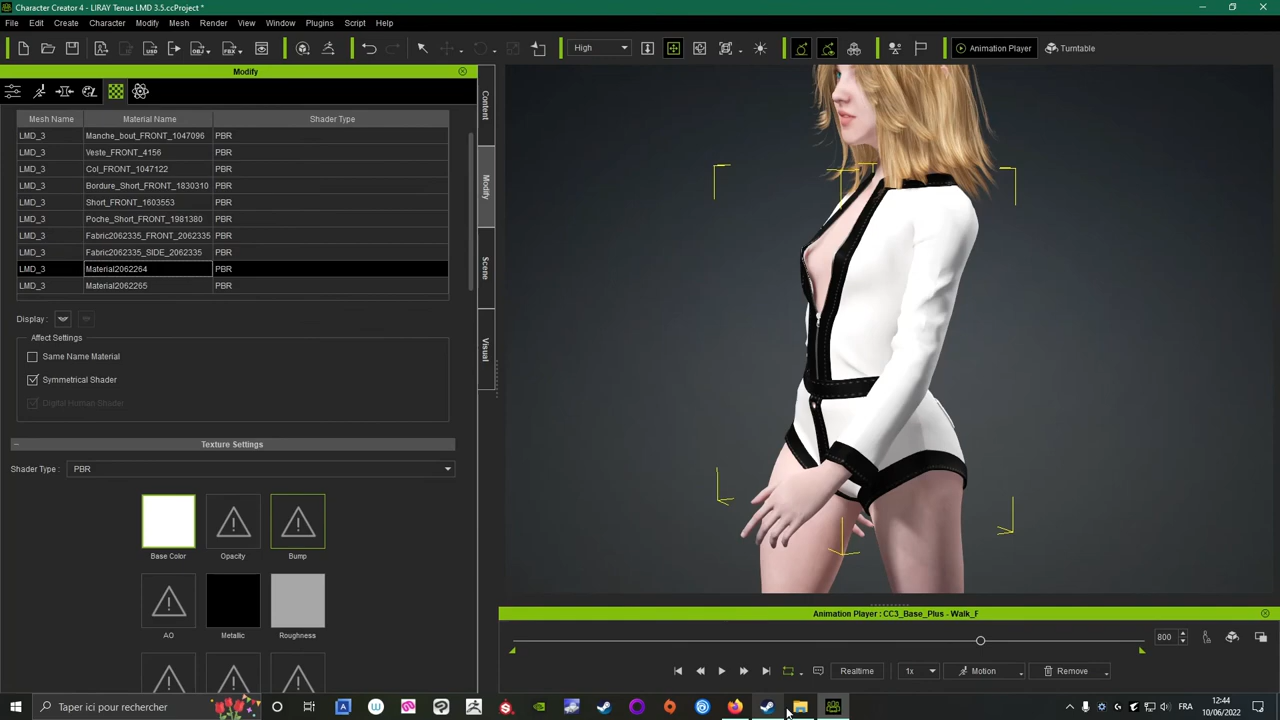 Character Creator 4 - LIRAY Tenue LMD 3.5.ccProject *
File Edit Create Character Modify Mesh Render View Window Plugins Script Help
High Animation Player Turntable
Modify
Content
Modify
Scene
Visual
Mesh Name Material Name Shader Type
LMD_3 Manche_bout_FRONT_1047096 PBR
LMD_3 Veste_FRONT_4156 PBR
LMD_3 Col_FRONT_1047122 PBR
LMD_3 Bordure_Short_FRONT_1830310 PBR
LMD_3 Short_FRONT_1603553 PBR
LMD_3 Poche_Short_FRONT_1981380 PBR
LMD_3 Fabric2062335_FRONT_2062335 PBR
LMD_3 Fabric2062335_SIDE_2062335 PBR
LMD_3 Material2062264 PBR
LMD_3 Material2062265 PBR
Display :
Affect Settings
Same Name Material
Symmetrical Shader
Digital Human Shader
Texture Settings
Shader Type : PBR
Base Color Opacity Bump
AO Metallic Roughness
Animation Player : CC3_Base_Plus - Walk_F
800
Realtime 1x Motion Remove
Taper ici pour rechercher
FRA
12:44
10/06/2022